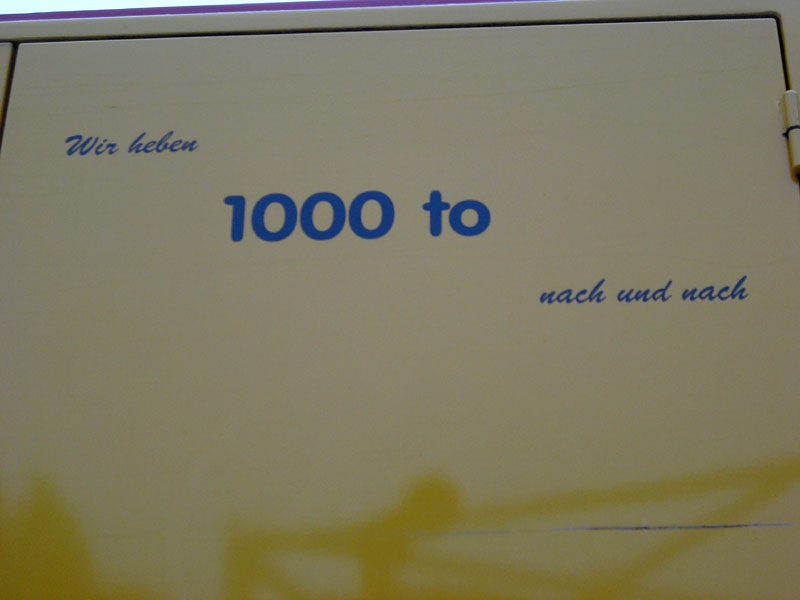 Wir heben
1000 to
nach und nach